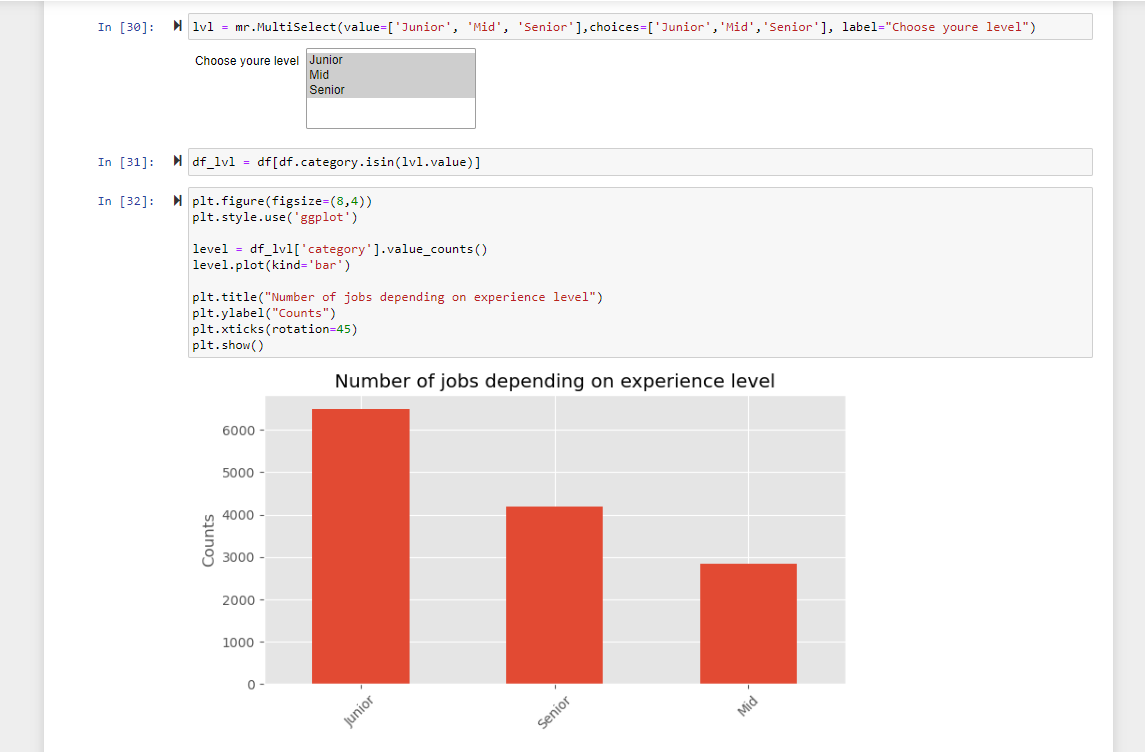 In [30]: lvl = mr.MultiSelect(value=['Junior', 'Mid', 'Senior'],choices=['Junior','Mid','Senior'], label="Choose youre level")
Choose youre level
Junior
Mid
Senior
In [31]: df_lvl = df[df.category.isin(lvl.value)]
In [32]: plt.figure(figsize=(8,4))
plt.style.use('ggplot')
level = df_lvl['category'].value_counts()
level.plot(kind='bar')
plt.title("Number of jobs depending on experience level")
plt.ylabel("Counts")
plt.xticks(rotation=45)
plt.show()
Number of jobs depending on experience level
Counts
6000
5000
4000
3000
2000
1000
0
Junior
Senior
Mid